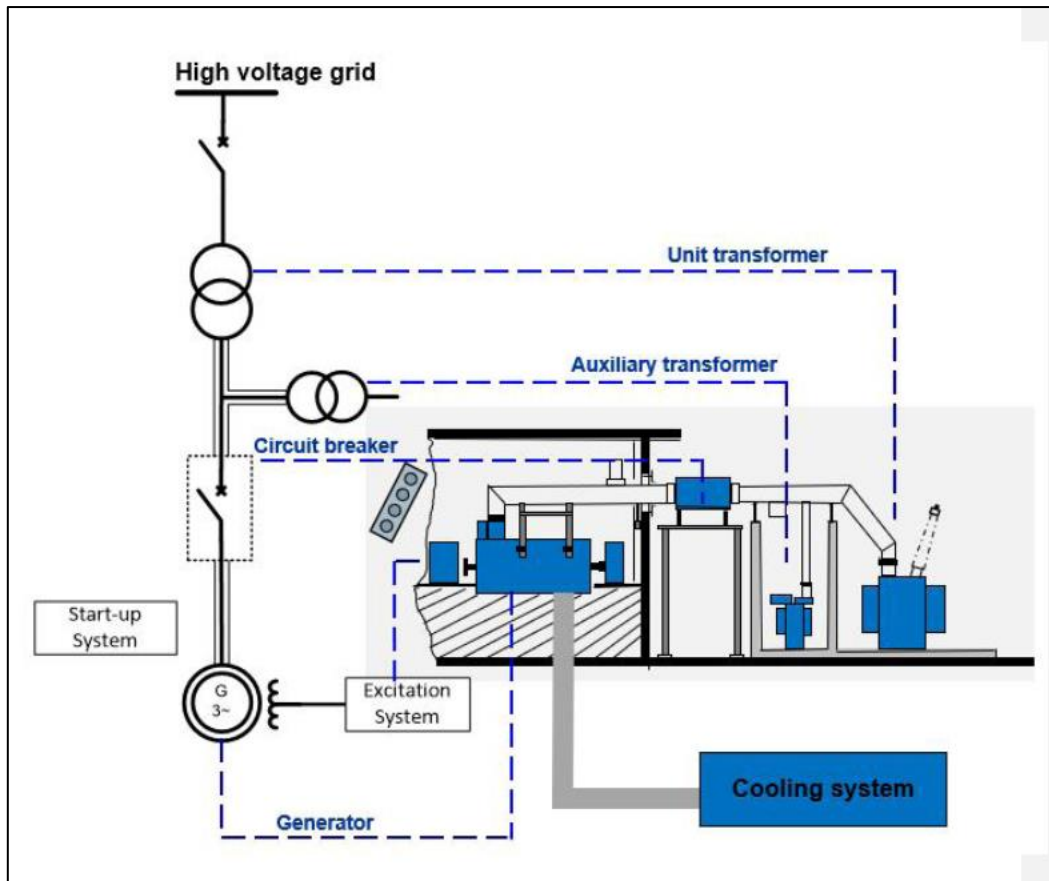 High voltage grid
Unit transformer
Auxiliary transformer
Circuit breaker
Start-up
System
G
3~
Excitation
System
Cooling system
Generator